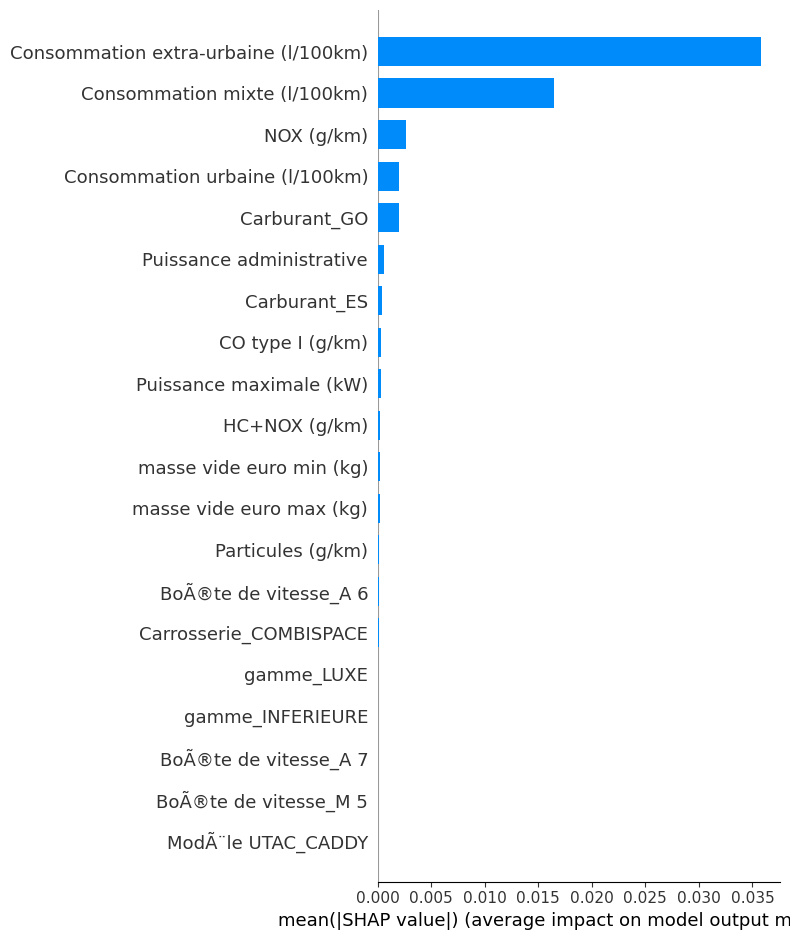 Consommation extra-urbaine (l/100km)
Consommation mixte (l/100km)
NOX (g/km)
Consommation urbaine (l/100km)
Carburant_GO
Puissance administrative
Carburant_ES
CO type I (g/km)
Puissance maximale (kW)
HC+NOX (g/km)
masse vide euro min (kg)
masse vide euro max (kg)
Particules (g/km)
BoÃ®te de vitesse_A 6
Carrosserie_COMBISPACE
gamme_LUXE
gamme_INFERIEURE
BoÃ®te de vitesse_A 7
BoÃ®te de vitesse_M 5
ModÃ¨le UTAC_CADDY
0.000 0.005 0.010 0.015 0.020 0.025 0.030 0.035
mean(|SHAP value|) (average impact on model output m